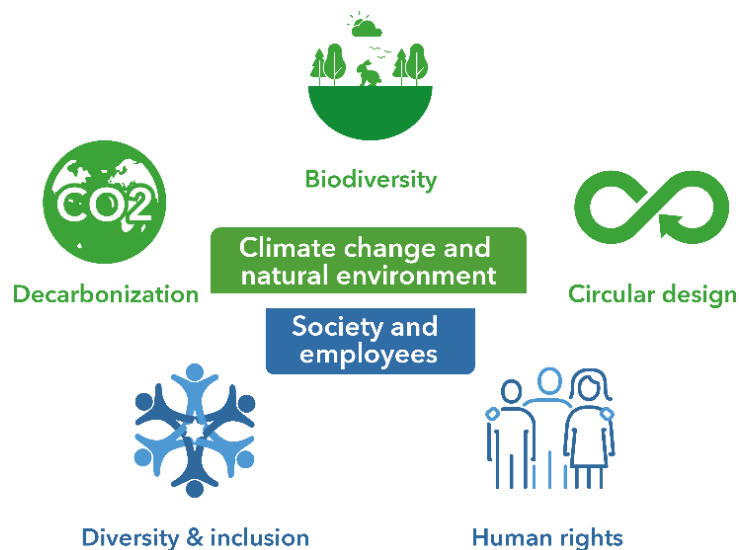 Biodiversity
CO2
Decarbonization
Climate change and
natural environment
Circular design
Society and
employees
Diversity & inclusion
Human rights